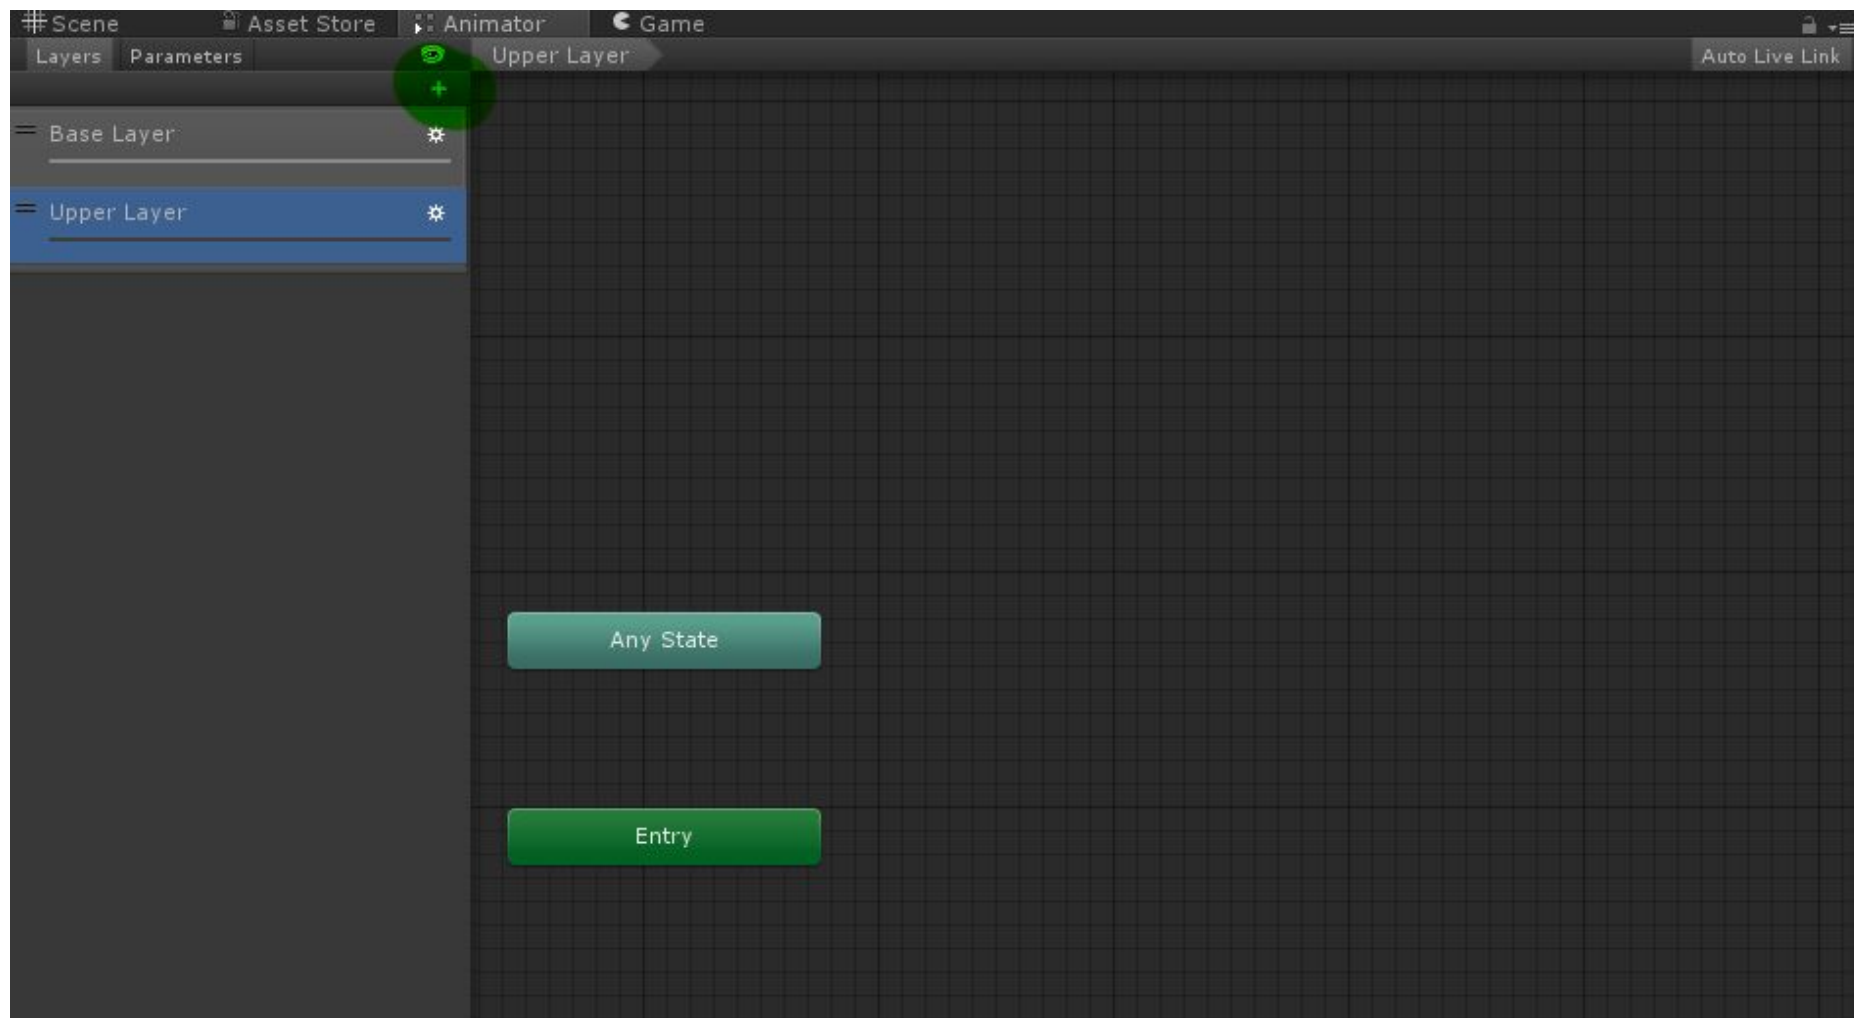 Scene Asset Store Animator Game
Layers Parameters Upper Layer Auto Live Link
Base Layer
Upper Layer
Any State
Entry